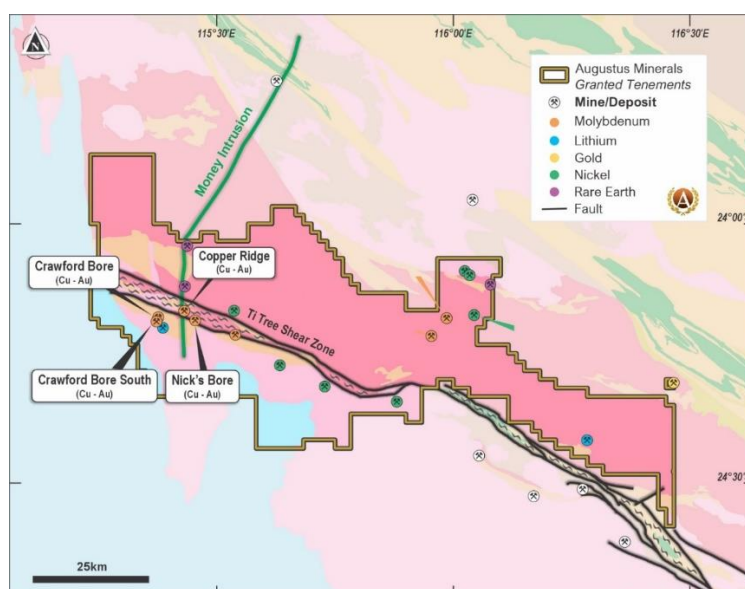 N
115°30'E
116°00'E
116°30'E
Augustus Minerals
Granted Tenements
Mine/Deposit
Molybdenum
Lithium
Gold
Nickel
Rare Earth
Fault
A
Money Intrusion
24°00'S
Copper Ridge
(Cu - Au)
Crawford Bore
(Cu - Au)
Ti Tree Shear Zone
Crawford Bore South
(Cu - Au)
Nick's Bore
(Cu - Au)
24°30'S
25km